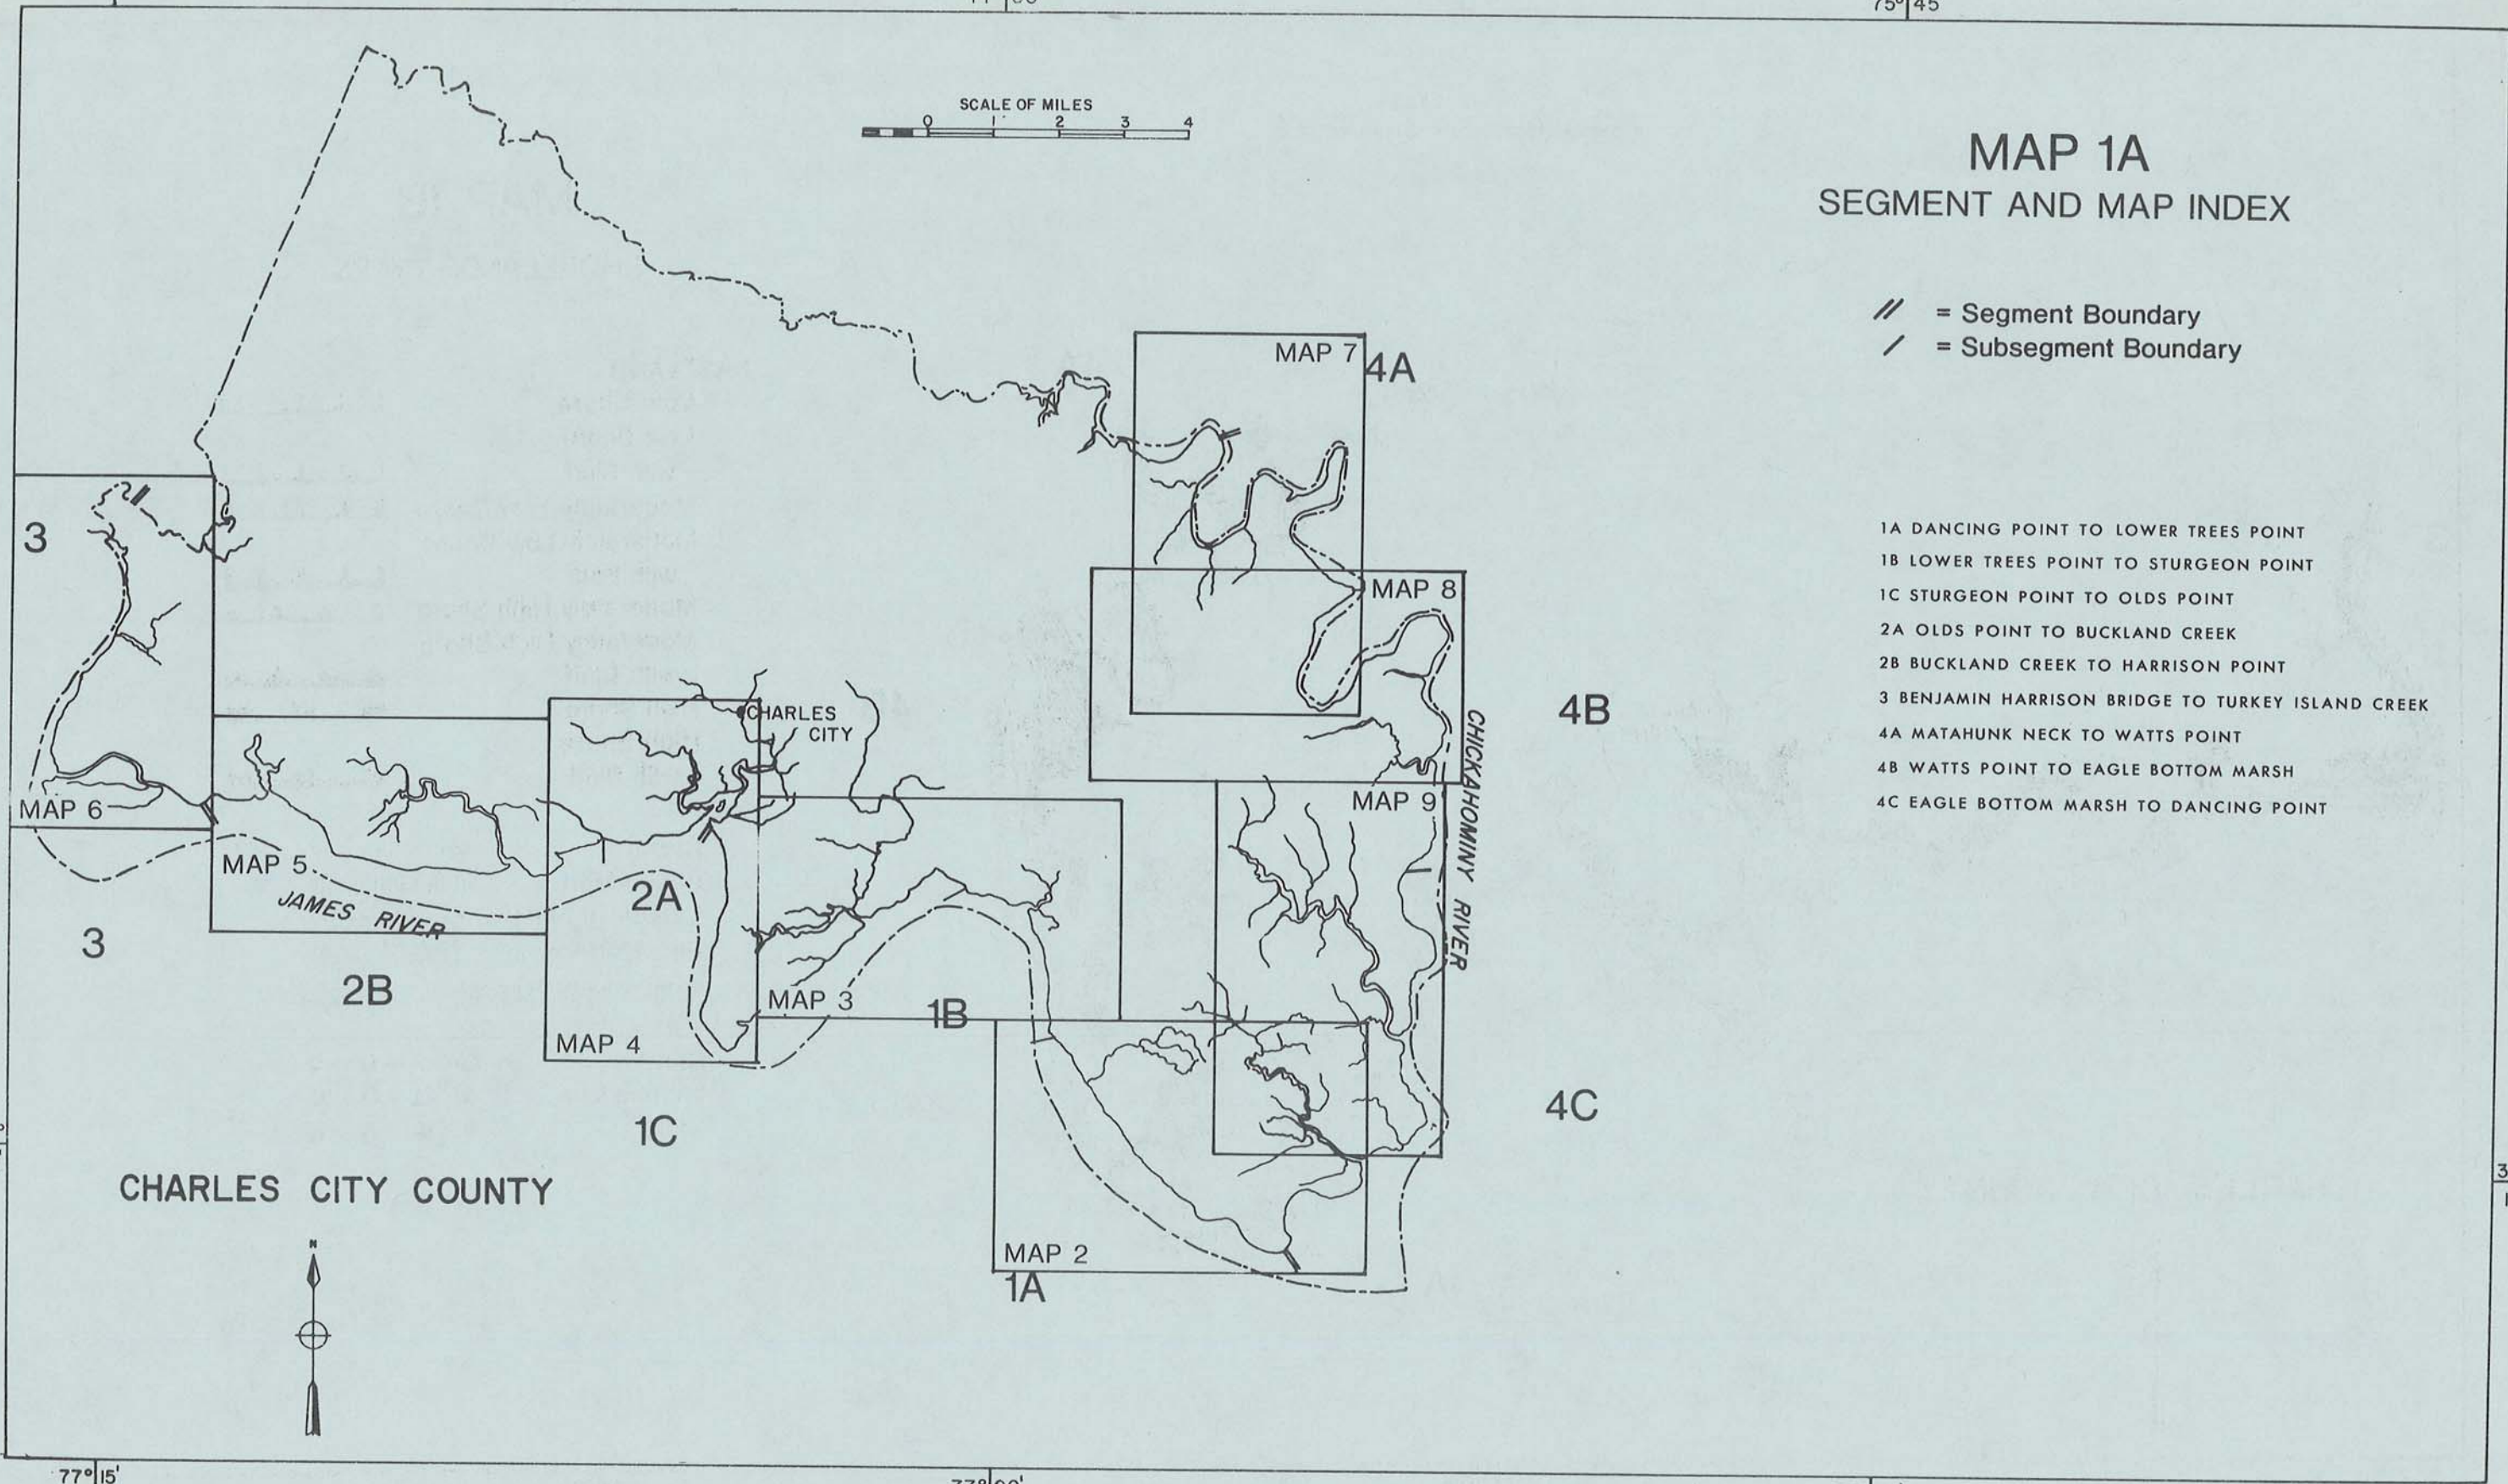 75° 45
SCALE OF MILES
0 1 2 3 4
MAP 1A
SEGMENT AND MAP INDEX
// = Segment Boundary
/ = Subsegment Boundary
MAP 7
4A
3
1A DANCING POINT TO LOWER TREES POINT
1B LOWER TREES POINT TO STURGEON POINT
1C STURGEON POINT TO OLDS POINT
2A OLDS POINT TO BUCKLAND CREEK
2B BUCKLAND CREEK TO HARRISON POINT
3 BENJAMIN HARRISON BRIDGE TO TURKEY ISLAND CREEK
4A MATAHUNK NECK TO WATTS POINT
4B WATTS POINT TO EAGLE BOTTOM MARSH
4C EAGLE BOTTOM MARSH TO DANCING POINT
MAP 8
CHARLES
CITY
4B
CHICKAHOMINY RIVER
MAP 6
MAP 9
MAP 5
JAMES RIVER
2A
3
2B
MAP 3
1B
MAP 4
1C
4C
CHARLES CITY COUNTY
N
MAP 2
1A
77° 15'